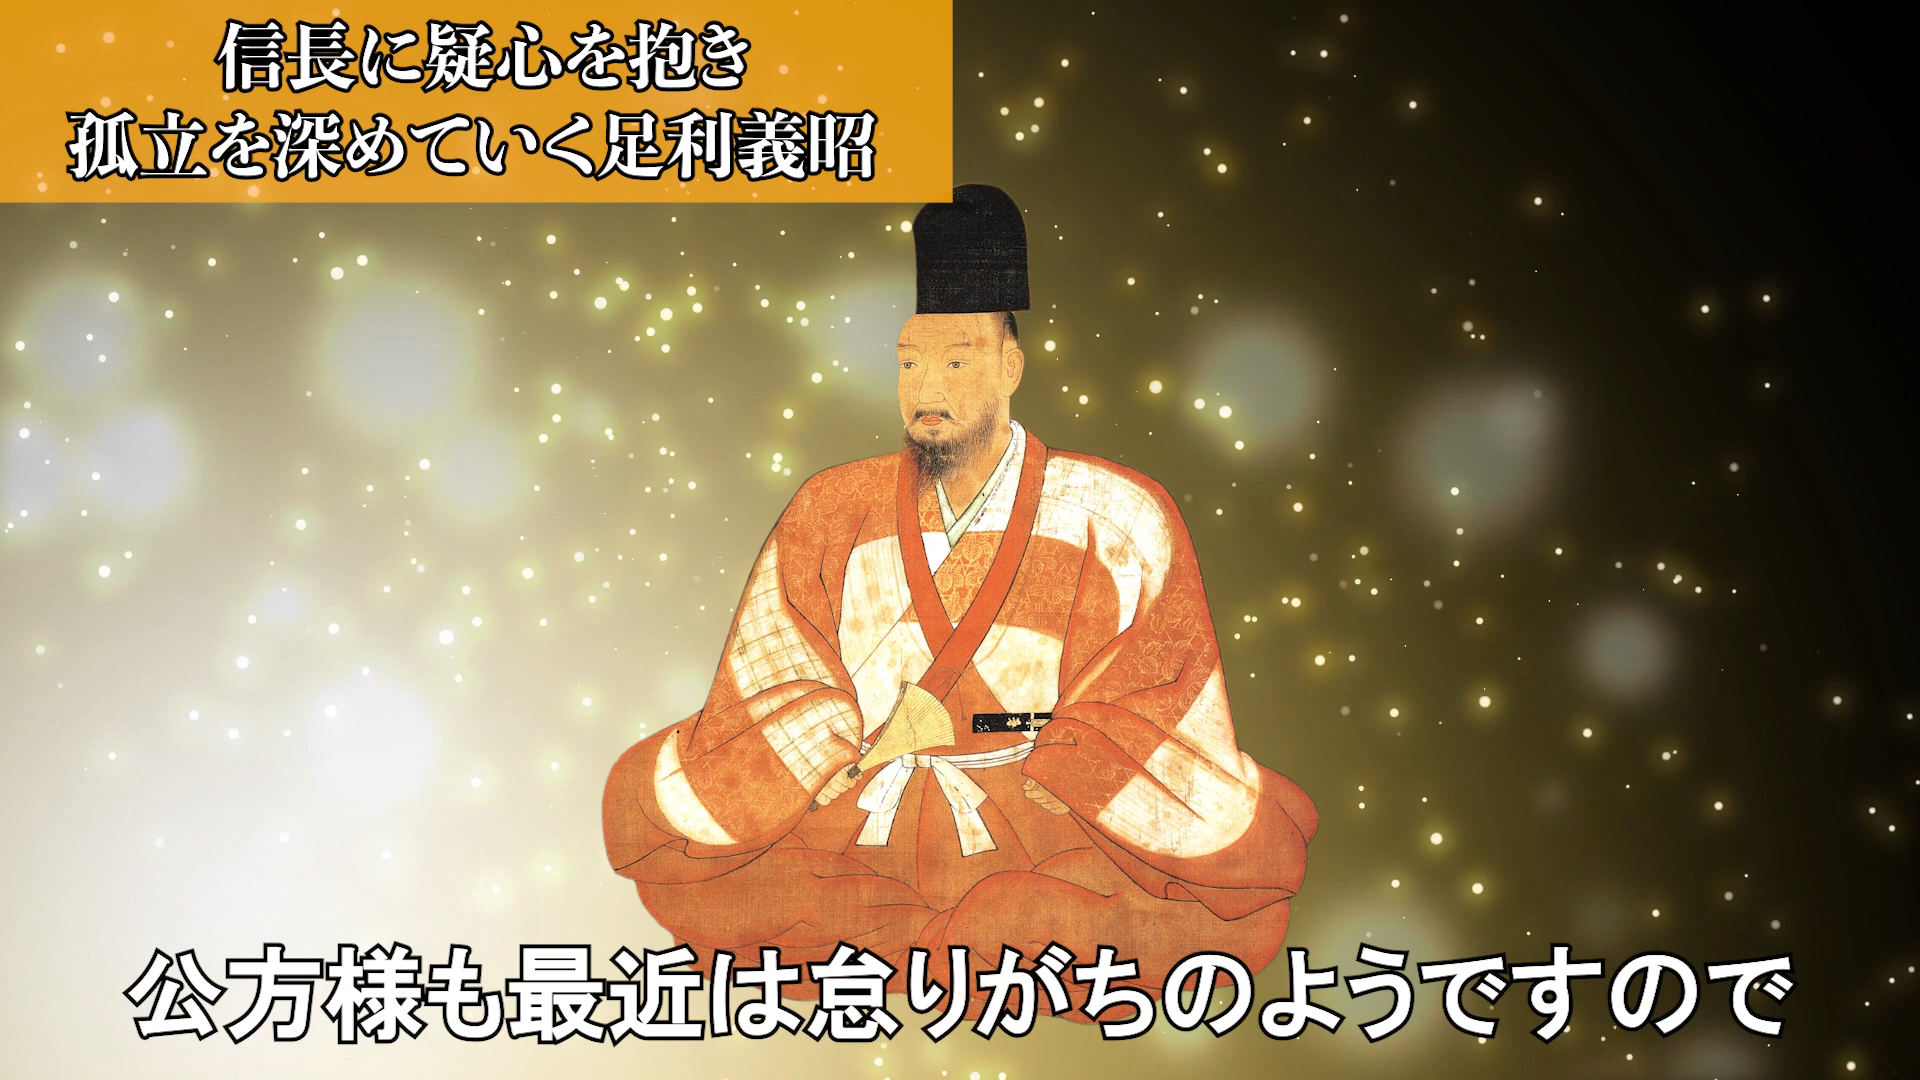 信長に疑心を抱き
孤立を深めていく足利義昭
公方様も最近は怠りがちのようですので